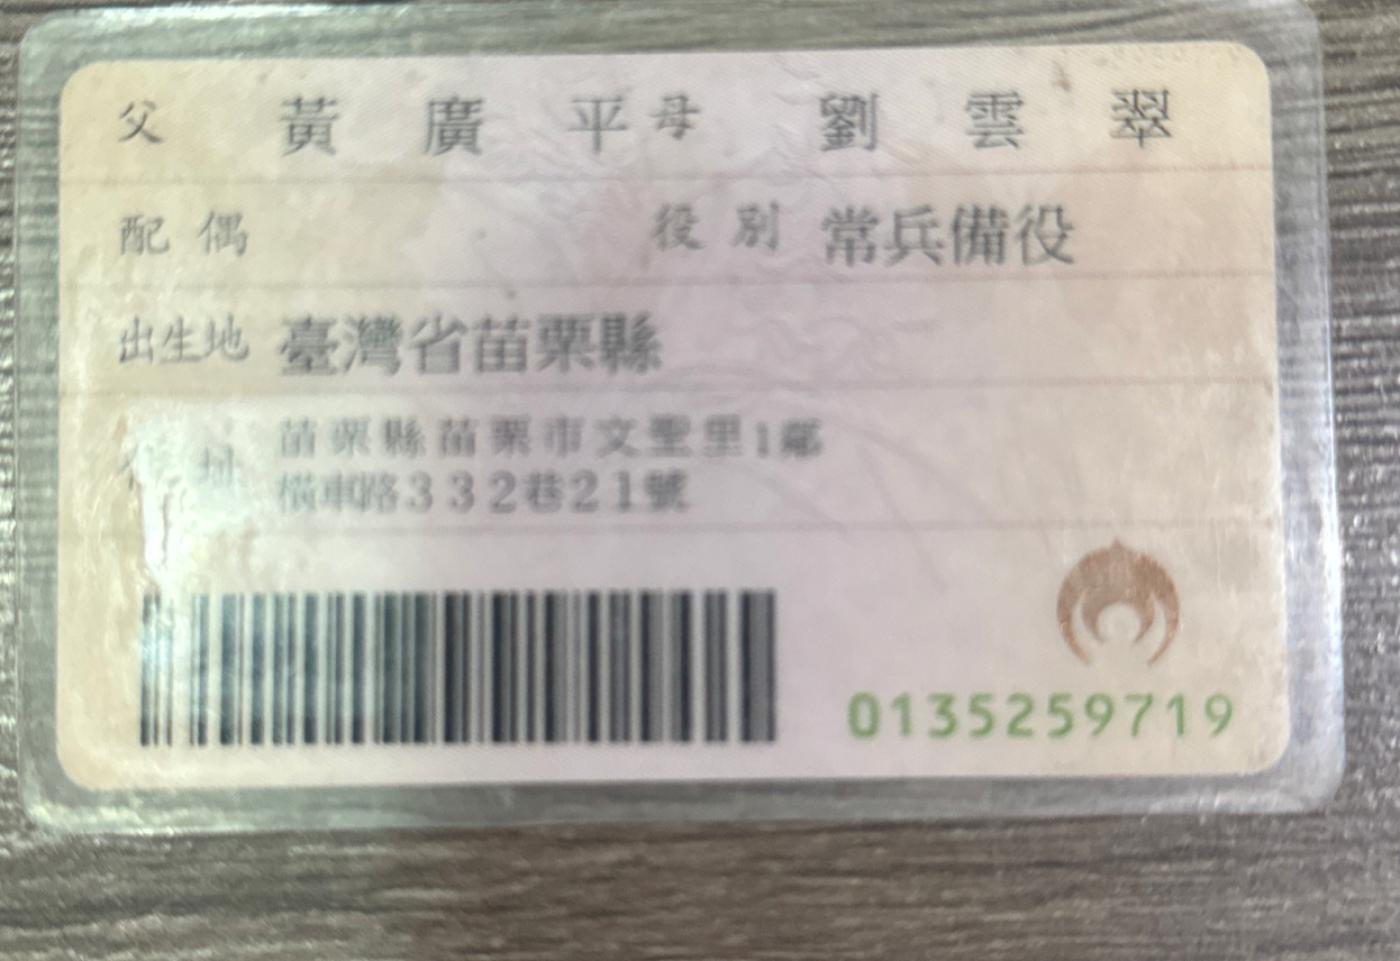 父 黃廣平 母 劉雲翠
配偶 役別 常兵備役
出生地 臺灣省苗栗縣
住址 苗栗縣苗栗市文聖里1鄰
橫車路332巷21號
0135259719